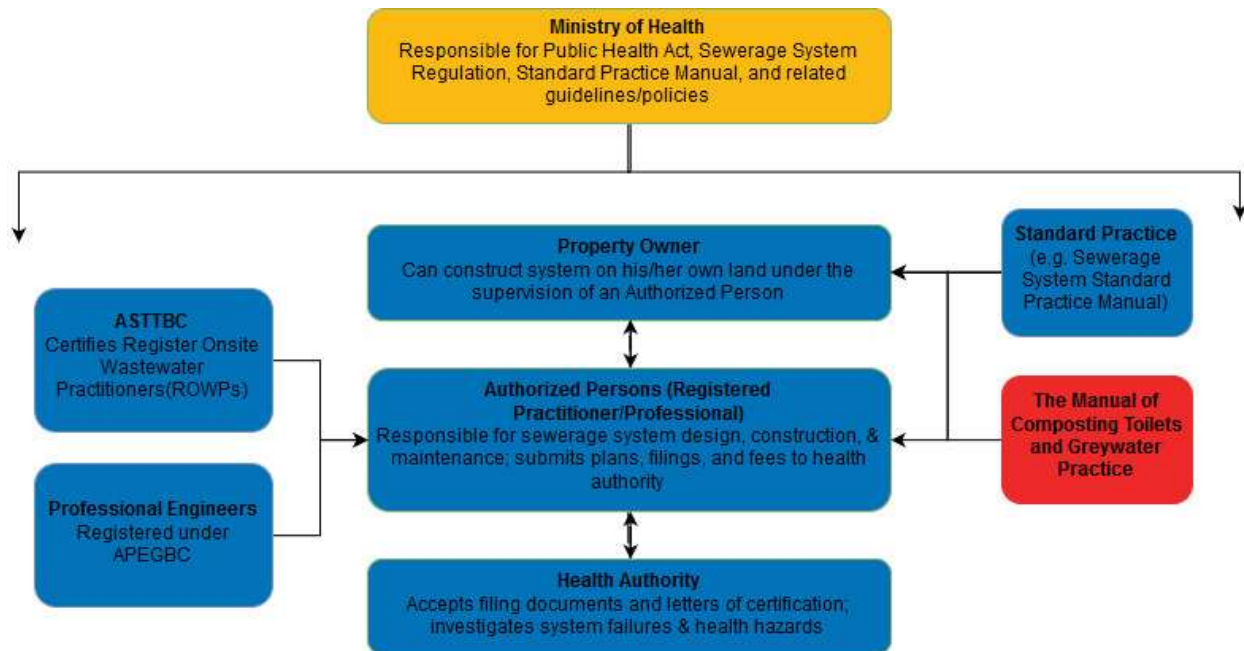 Ministry of Health
Responsible for Public Health Act, Sewerage System
Regulation, Standard Practice Manual, and related
guidelines/policies
Property Owner
Can construct system on his/her own land under the
supervision of an Authorized Person
Standard Practice
(e.g. Sewerage
System Standard
Practice Manual)
ASTTBC
Certifies Register Onsite
Wastewater
Practitioners(ROWPs)
Authorized Persons (Registered
Practitioner/Professional)
Responsible for sewerage system design, construction, &
maintenance; submits plans, filings, and fees to health
authority
The Manual of
Composting Toilets
and Greywater
Practice
Professional Engineers
Registered under
APEGBC
Health Authority
Accepts filing documents and letters of certification;
investigates system failures & health hazards